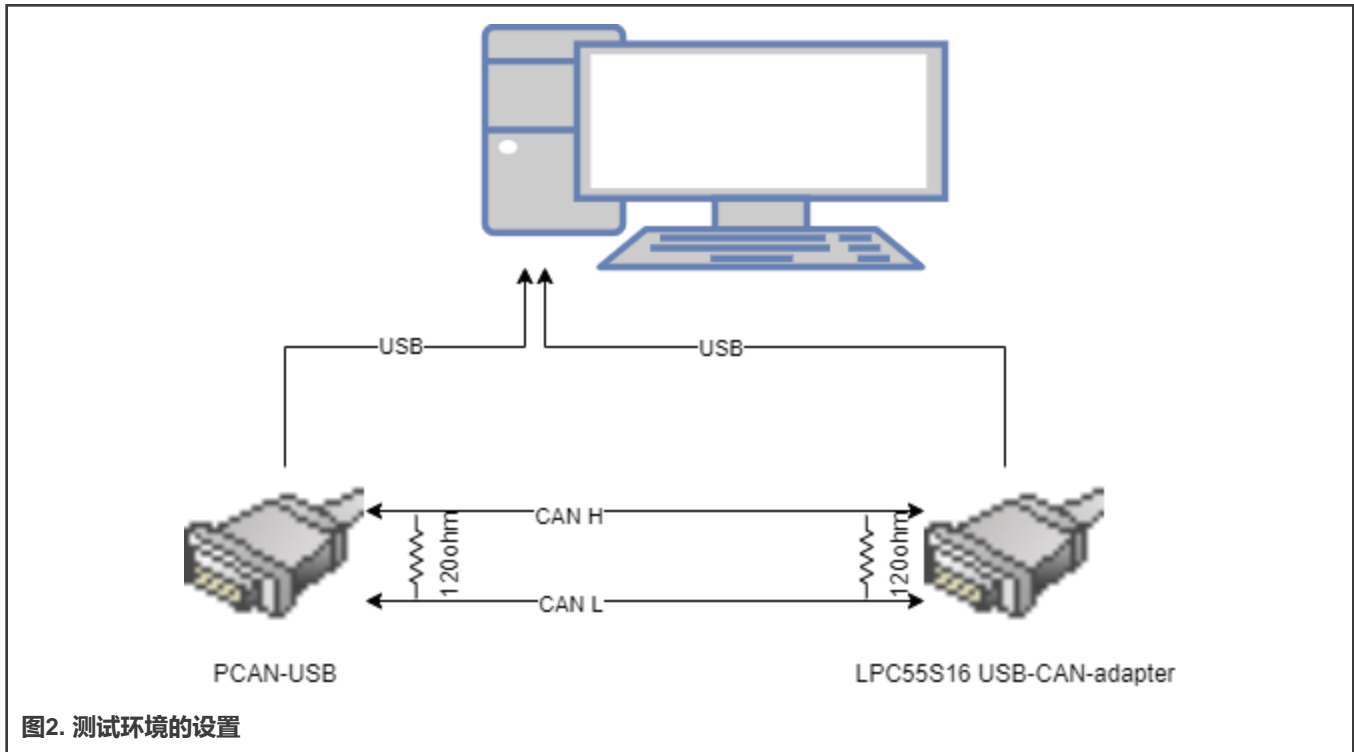 USB
USB
CAN H
120ohm
120ohm
CAN L
PCAN-USB
LPC55S16 USB-CAN-adapter
图2. 测试环境的设置